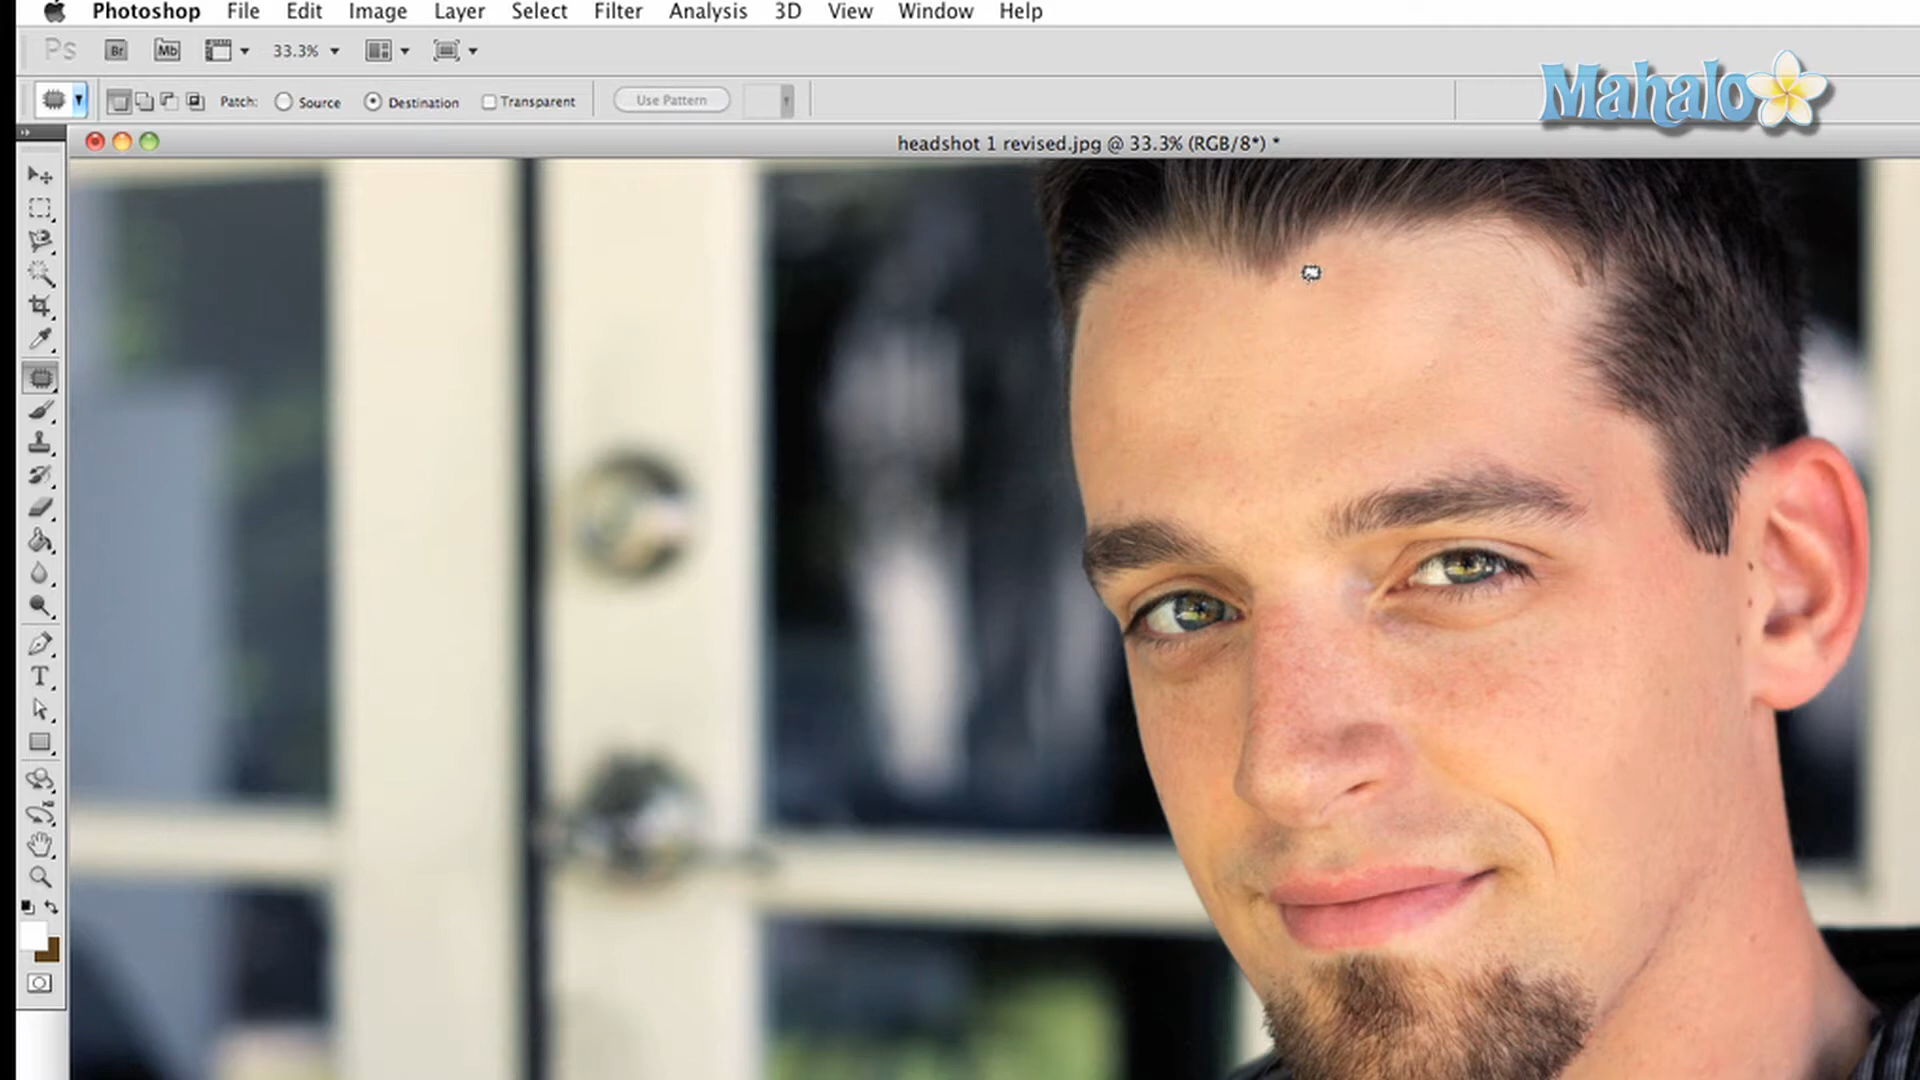 Photoshop File Edit Image Layer Select Filter Analysis 3D View Window Help
Ps Br Mb 33.3%
Patch: Source Destination Transparent Use Pattern
Mahalo
headshot 1 revised.jpg @ 33.3% (RGB/8*) *
T